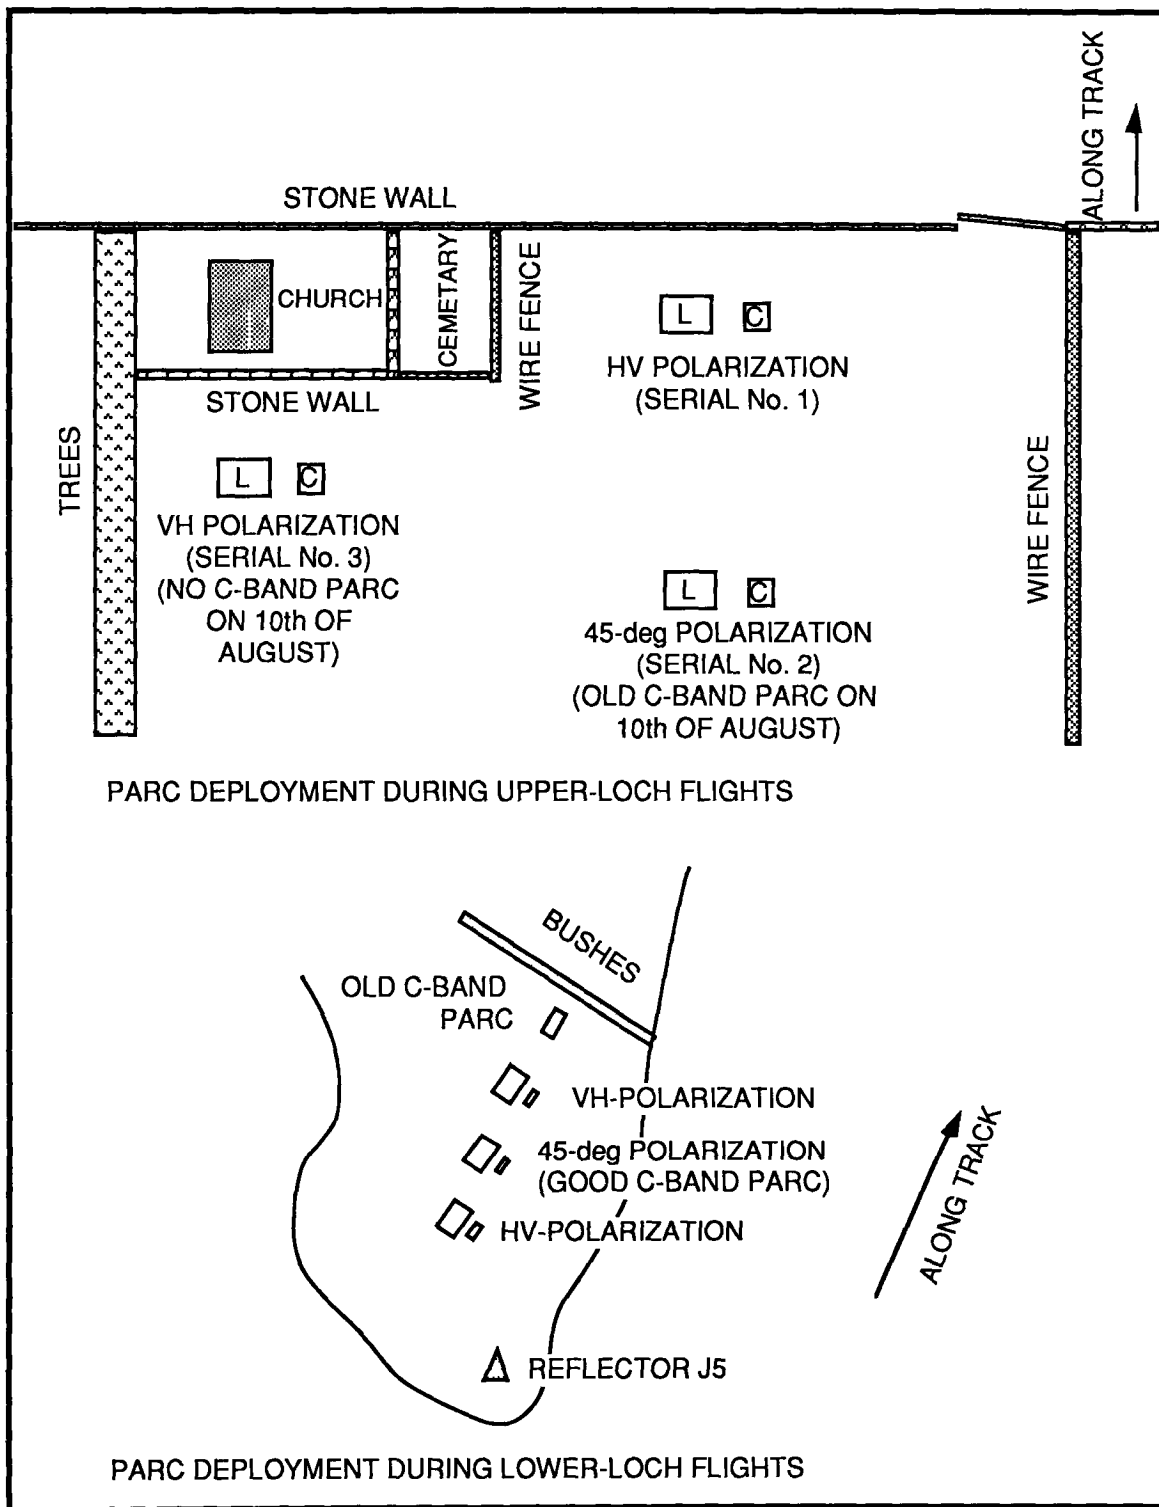 ALONG TRACK
STONE WALL
CHURCH
CEMETARY
WIRE FENCE
L C
HV POLARIZATION
(SERIAL No. 1)
STONE WALL
TREES
L C
VH POLARIZATION
(SERIAL No. 3)
(NO C-BAND PARC
ON 10th OF
AUGUST)
WIRE FENCE
L C
45-deg POLARIZATION
(SERIAL No. 2)
(OLD C-BAND PARC ON
10th OF AUGUST)
PARC DEPLOYMENT DURING UPPER-LOCH FLIGHTS
BUSHES
OLD C-BAND
PARC
VH-POLARIZATION
45-deg POLARIZATION
(GOOD C-BAND PARC)
HV-POLARIZATION
ALONG TRACK
REFLECTOR J5
PARC DEPLOYMENT DURING LOWER-LOCH FLIGHTS